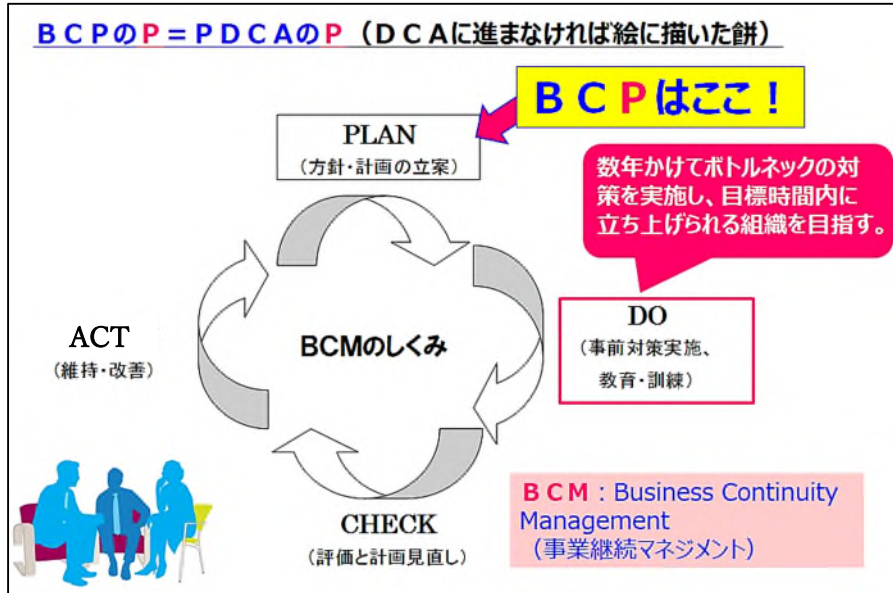 ＢＣＰのＰ＝ＰＤＣＡのＰ（ＤＣＡに進まなければ絵に描いた餅）
ＢＣＰはここ！
PLAN
（方針・計画の立案）
数年かけてボトルネックの対
策を実施し、目標時間内に
立ち上げられる組織を目指す。
ACT
（維持・改善）
BCMのしくみ
DO
（事前対策実施、
教育・訓練）
CHECK
（評価と計画見直し）
ＢＣＭ：Business Continuity
Management
（事業継続マネジメント）